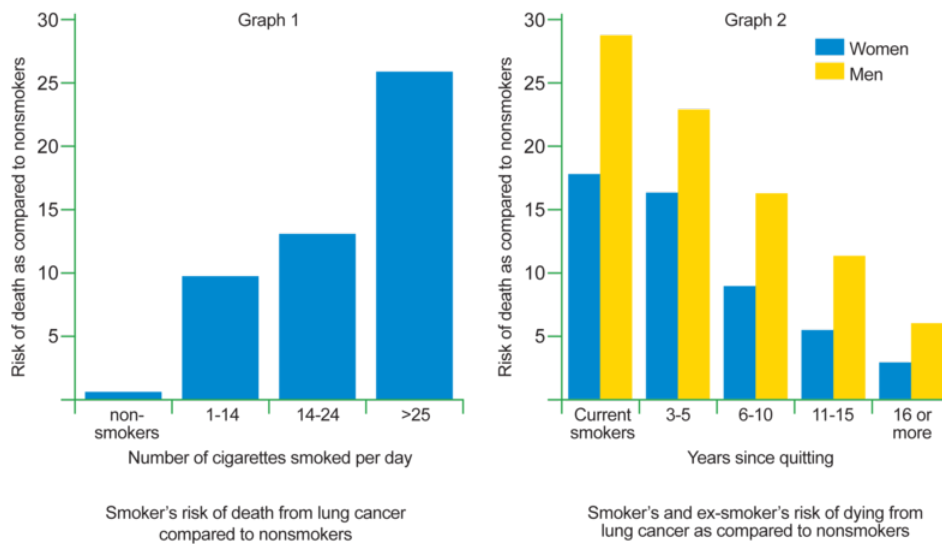 Graph 1
Risk of death as compared to nonsmokers
30
25
20
15
10
5
non-
smokers
1-14
14-24
>25
Number of cigarettes smoked per day
Smoker's risk of death from lung cancer
compared to nonsmokers
Graph 2
Women
Men
Risk of death as compared to nonsmokers
30
25
20
15
10
5
Current
smokers
3-5
6-10
11-15
16 or
more
Years since quitting
Smoker's and ex-smoker's risk of dying from
lung cancer as compared to nonsmokers